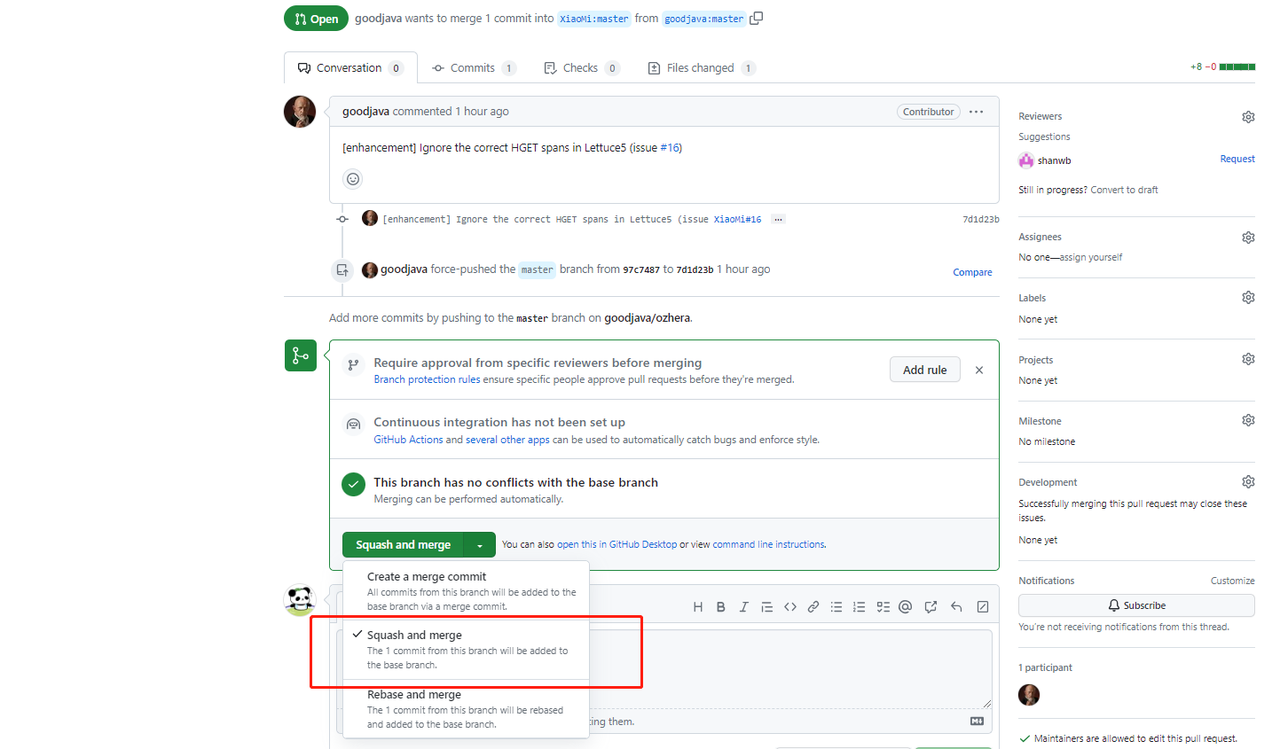 Open goodjava wants to merge 1 commit into XiaoMi:master from goodjava:master
Conversation 0 Commits 1 Checks 0 Files changed 1 +8 −0
goodjava commented 1 hour ago Contributor
[enhancement] Ignore the correct HGET spans in Lettuce5 (issue #16)
[enhancement] Ignore the correct HGET spans in Lettuce5 (issue XiaoMi#16 ... 7d1d23b
goodjava force-pushed the master branch from 97c7487 to 7d1d23b 1 hour ago Compare
Add more commits by pushing to the master branch on goodjava/ozhera.
Require approval from specific reviewers before merging
Branch protection rules ensure specific people approve pull requests before they're merged.
Add rule
Continuous integration has not been set up
GitHub Actions and several other apps can be used to automatically catch bugs and enforce style.
This branch has no conflicts with the base branch
Merging can be performed automatically.
Squash and merge You can also open this in GitHub Desktop or view command line instructions.
Create a merge commit
All commits from this branch will be added to the
base branch via a merge commit.
Squash and merge
The 1 commit from this branch will be added to
the base branch.
Rebase and merge
The 1 commit from this branch will be rebased
and added to the base branch.
ting them.
Reviewers
Suggestions
shanwb Request
Still in progress? Convert to draft
Assignees
No one—assign yourself
Labels
None yet
Projects
None yet
Milestone
No milestone
Development
Successfully merging this pull request may close these
issues.
None yet
Notifications Customize
Subscribe
You're not receiving notifications from this thread.
1 participant
Maintainers are allowed to edit this pull request.